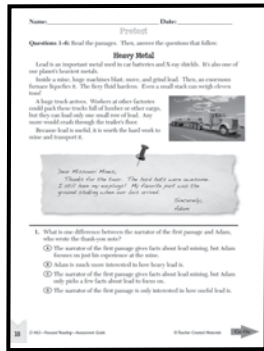 Name: Date:
Pretest
Questions 1–6: Read the passages. Then, answer the question that follow.
Heavy Metal
Lead is an important metal used in car batteries and X-ray shields. It's also one of
our planet's heaviest metals.
Inside a mine, huge machines blast, move, and grind lead. Then, an enormous
furnace liquefies it. The fiery fluid hardens. Even a small stack can weigh eleven
tons!
A huge truck arrives. Workers at other factories
could pack these trucks full of lumber or other cargo,
but they can load only one small row of lead. Any
more would crash through the trailer's floor.
Because lead is useful, it is worth the hard work to
mine and transport it.
Dear Missouri Mines,
Thanks for the tour. The hard hats were awesome.
I still have my earplugs! My favorite part was the
ground shaking when our bus arrived.
Sincerely,
Adam
1. What is one difference between the narrator of the first passage and Adam,
who wrote the thank-you note?
A The narrator of the first passage gives facts about lead mining, but Adam
focuses on just his experience at the mine.
B Adam is much more interested in how heavy lead is.
C The narrator of the first passage gives facts about lead mining, but Adam
only picks a few facts about lead to focus on.
D The narrator of the first passage is only interested in how useful lead is.
18 Focused Reading—Assessment Guide © Teacher Created Materials